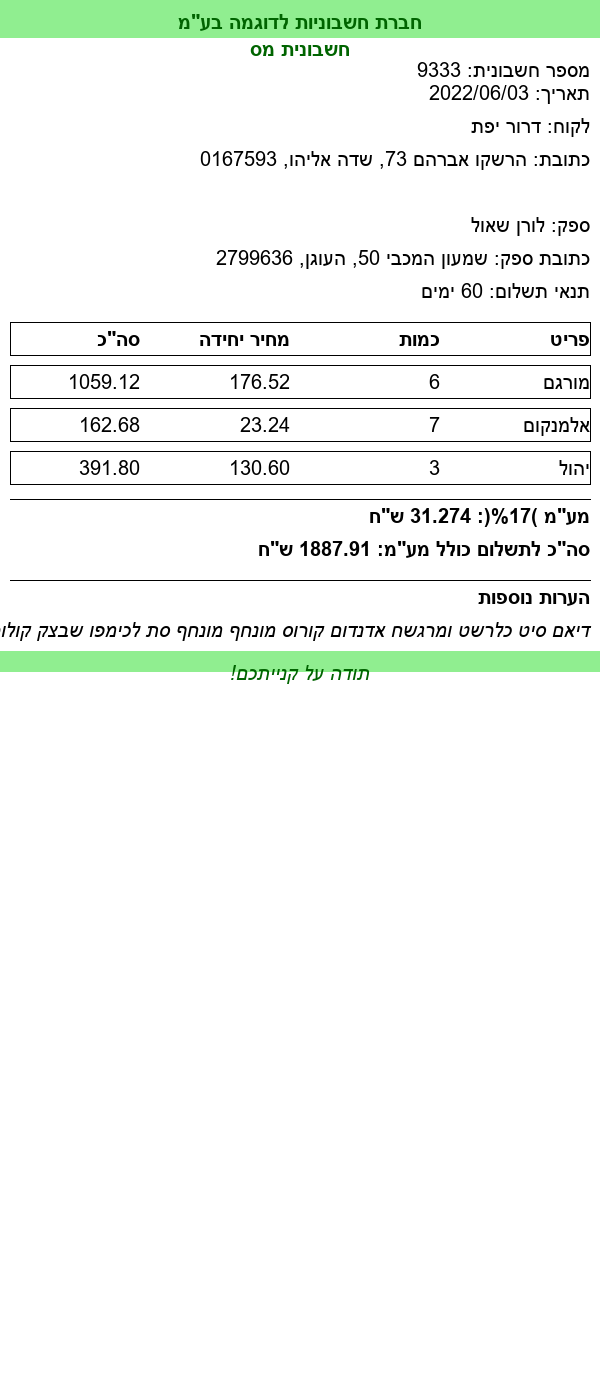 חברת חשבוניות לדוגמה בע"מ
חשבונית מס
מספר חשבונית: 9333
תאריך: 2022/06/03
לקוח: דרור יפת
כתובת: הרשקו אברהם 73, שדה אליהו, 0167593
ספק: לורן שאול
כתובת ספק: שמעון המכבי 50, העוגן, 2799636
תנאי תשלום: 60 ימים
פריט כמות מחיר יחידה סה"כ
מורגם 6 176.52 1059.12
אלמנקום 7 23.24 162.68
יהול 3 130.60 391.80
מע"מ )17%(: 31.274 ש"ח
סה"כ לתשלום כולל מע"מ: 1887.91 ש"ח
הערות נוספות
דיאם סיט כלרשט ומרגשח אדנדום קורוס מונחף מונחף סת לכימפו שבצק
תודה על קנייתכם!